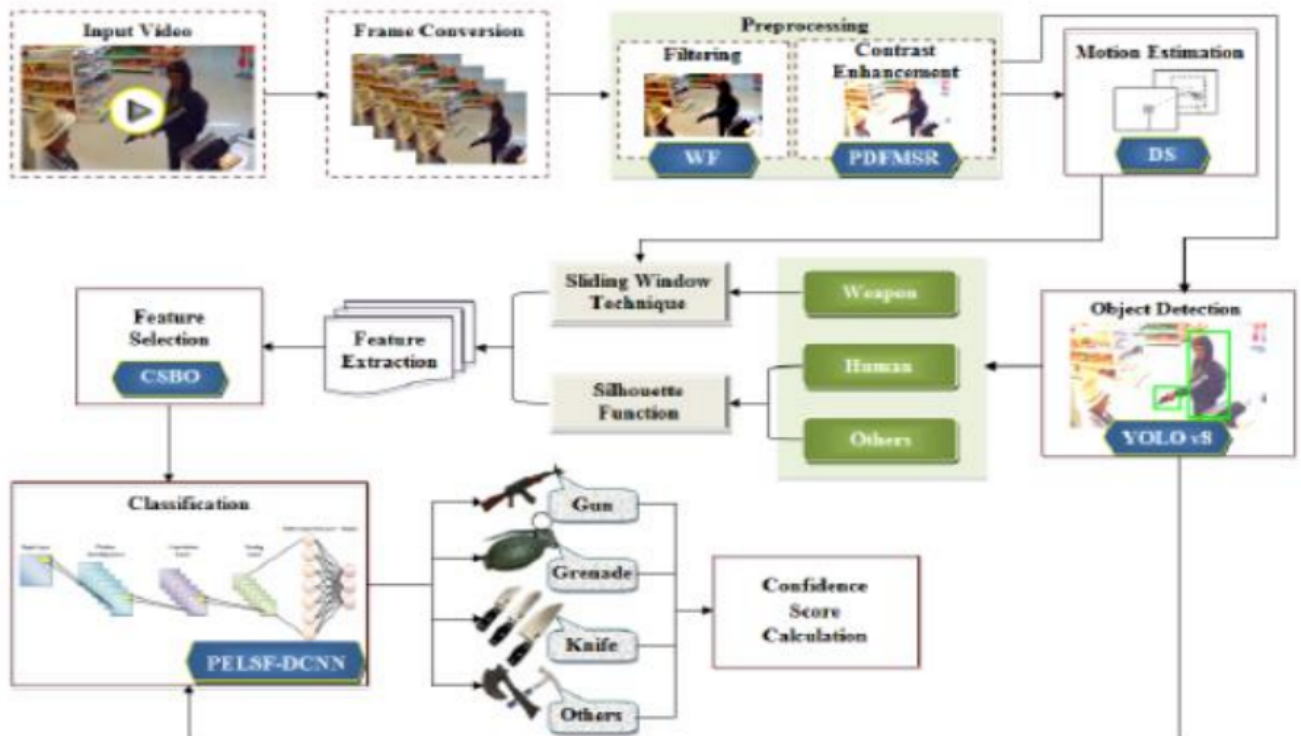 Input Video
Frame Conversion
Preprocessing
Filtering
WF
Contrast
Enhancement
PDFMSR
Motion Estimation
DS
Sliding Window
Technique
Weapon
Object Detection
YOLO v8
Feature
Selection
CSBO
Feature
Extraction
Silhouette
Function
Human
Others
Classification
PELSF-DCNN
Gun
Grenade
Knife
Others
Confidence
Score
Calculation